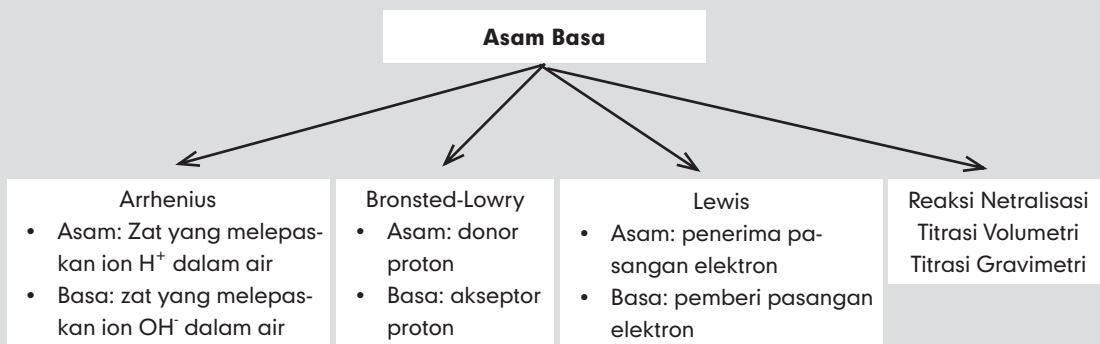 Asam Basa
Arrhenius
• Asam: Zat yang melepas-
kan ion H⁺ dalam air
• Basa: zat yang melepas-
kan ion OH⁻ dalam air
Bronsted-Lowry
• Asam: donor
proton
• Basa: akseptor
proton
Lewis
• Asam: penerima pa-
sangan elektron
• Basa: pemberi pasangan
elektron
Reaksi Netralisasi
Titrasi Volumetri
Titrasi Gravimetri